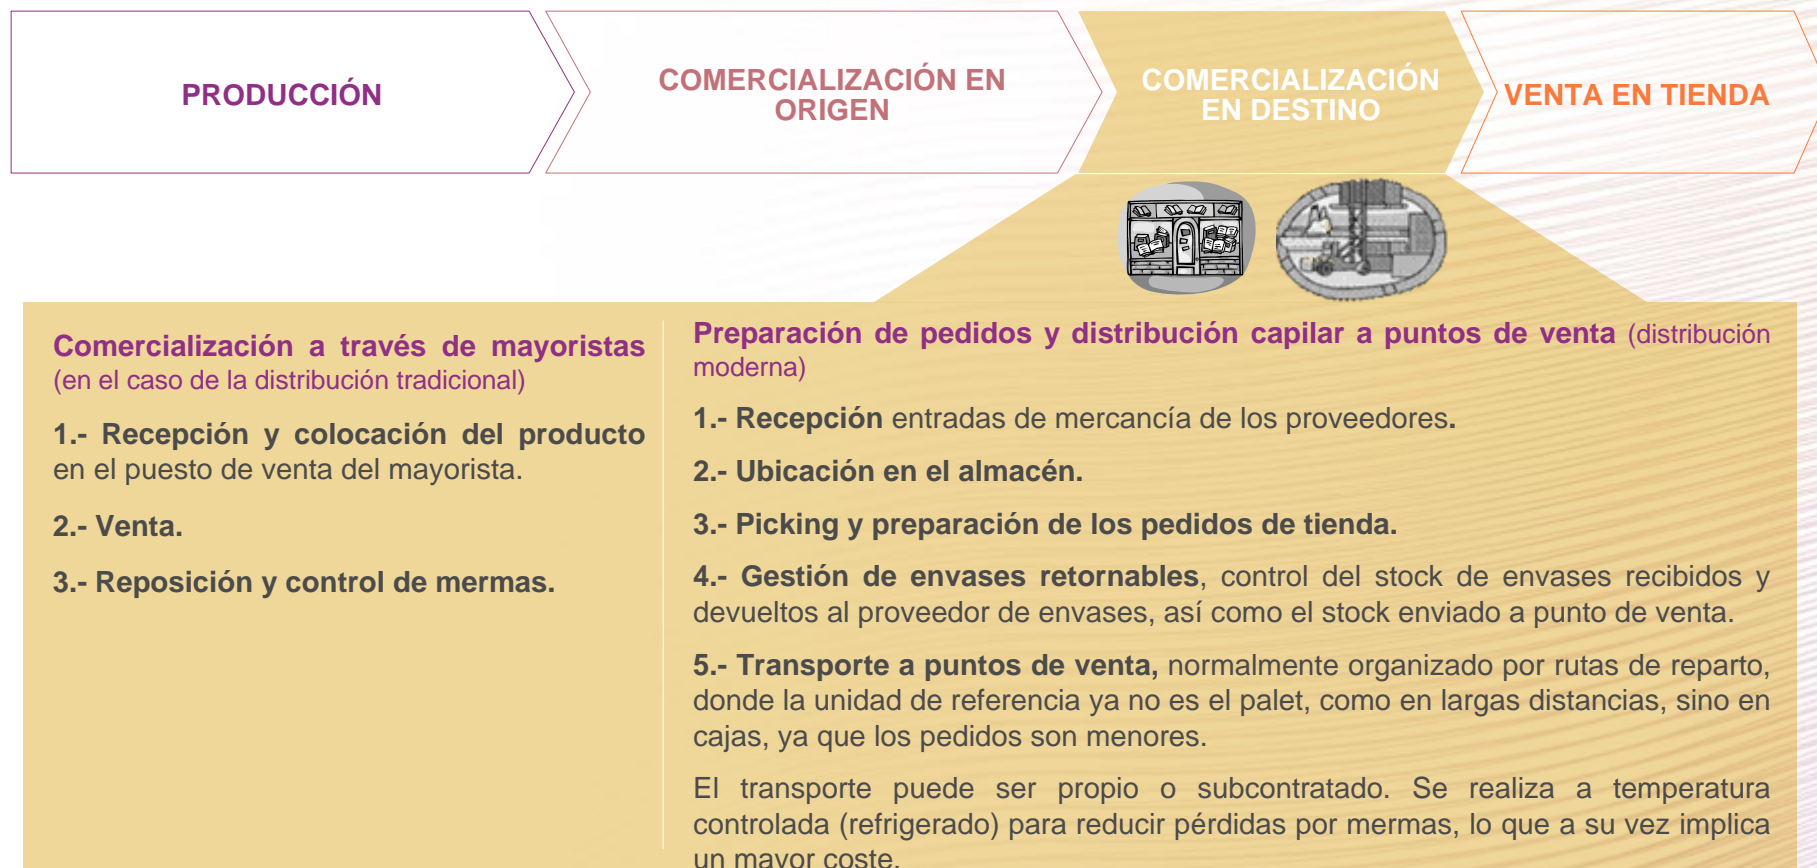 PRODUCCIÓN
COMERCIALIZACIÓN EN
ORIGEN
COMERCIALIZACIÓN
EN DESTINO
VENTA EN TIENDA
Comercialización a través de mayoristas
(en el caso de la distribución tradicional)
1.- Recepción y colocación del producto
en el puesto de venta del mayorista.
2.- Venta.
3.- Reposición y control de mermas.
Preparación de pedidos y distribución capilar a puntos de venta (distribución
moderna)
1.- Recepción entradas de mercancía de los proveedores.
2.- Ubicación en el almacén.
3.- Picking y preparación de los pedidos de tienda.
4.- Gestión de envases retornables, control del stock de envases recibidos y
devueltos al proveedor de envases, así como el stock enviado a punto de venta.
5.- Transporte a puntos de venta, normalmente organizado por rutas de reparto,
donde la unidad de referencia ya no es el palet, como en largas distancias, sino en
cajas, ya que los pedidos son menores.
El transporte puede ser propio o subcontratado. Se realiza a temperatura
controlada (refrigerado) para reducir pérdidas por mermas, lo que a su vez implica
un mayor coste.